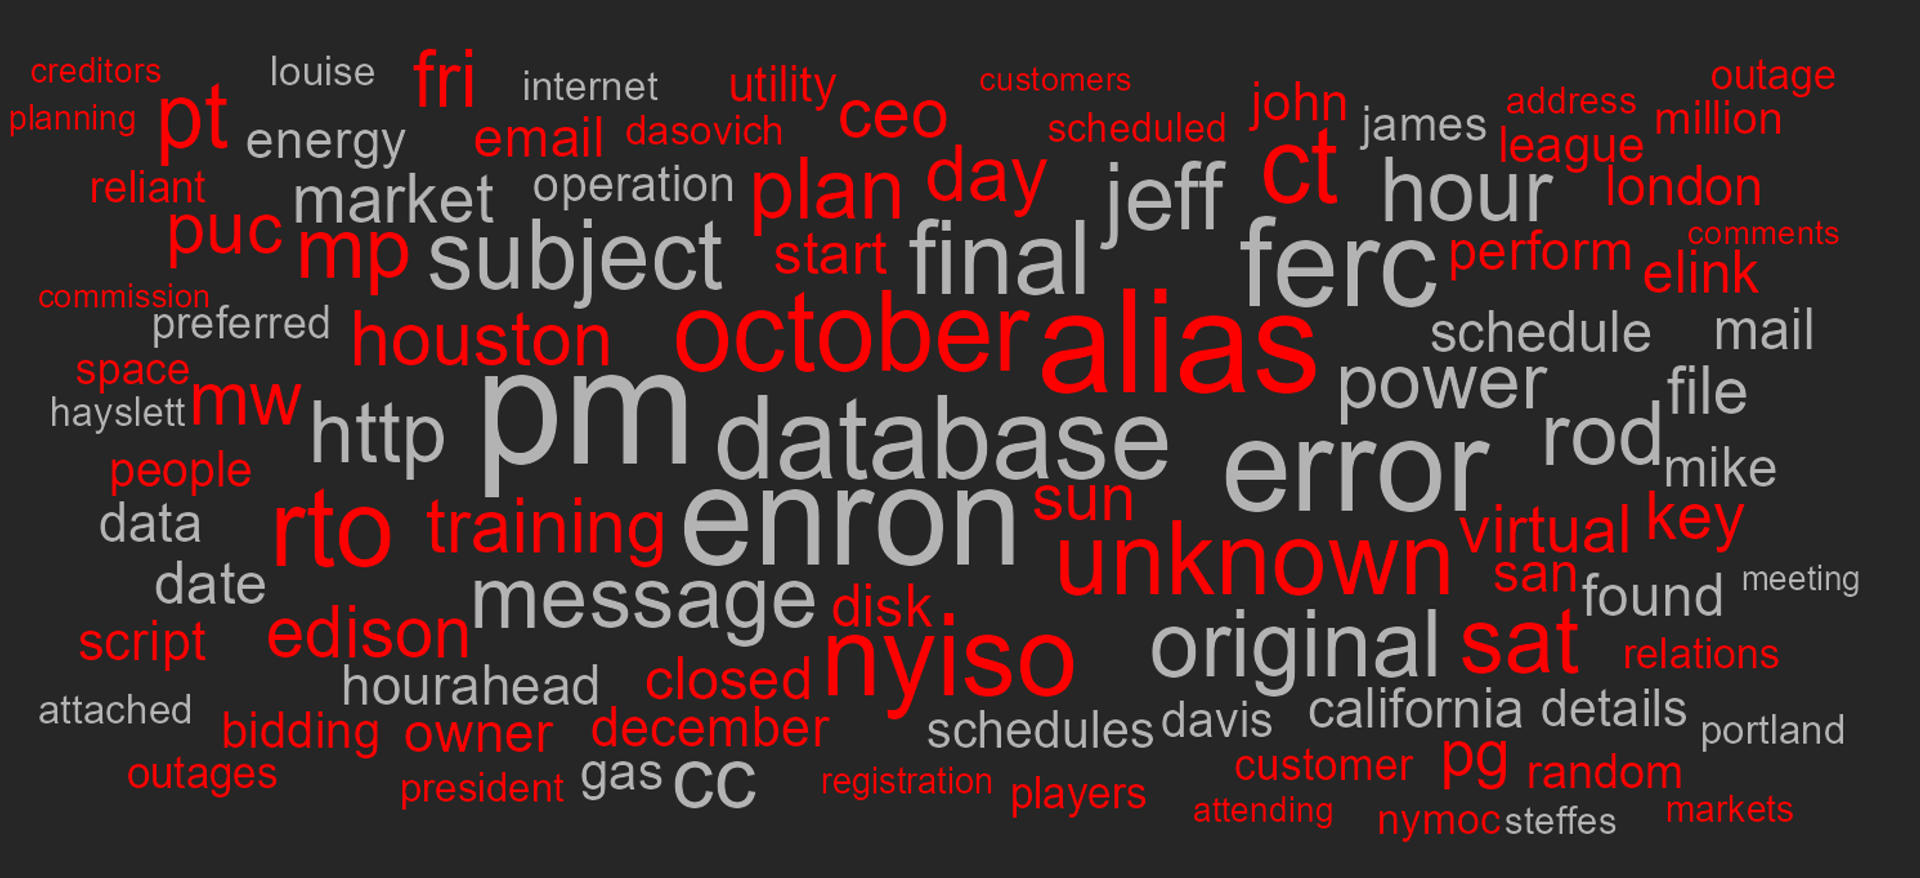 creditors louise fri internet utility customers outage
planning pt energy email dasovich ceo scheduled john james address league million
reliant market operation plan day jeff ct hour london
puc mp subject start final ferc perform elink comments
commission preferred houston october alias schedule mail
space mw hayslett http pm database power file
people error rod mike
data rto training enron sun unknown virtual key
date message disk san found meeting
script edison nyiso original sat relations
attached hourahead closed california details
bidding owner december schedules davis portland
outages president gas cc registration players customer pg random
attending nymoc steffes markets